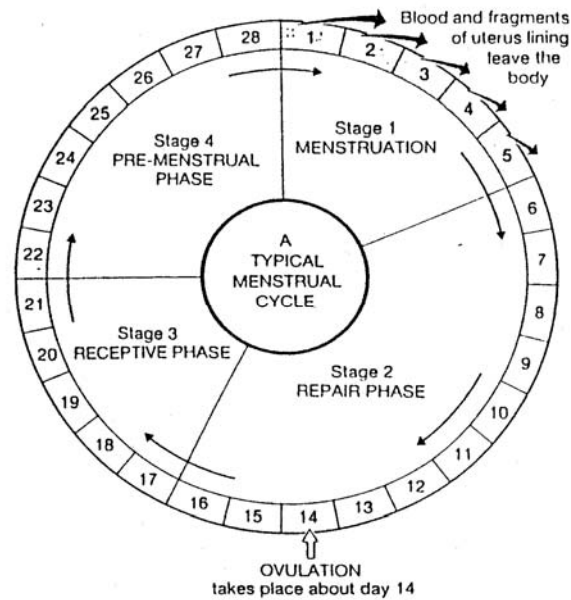 Blood and fragments
of uterus lining
leave the
body
1
2
3
4
5
6
7
8
9
10
11
12
13
14
15
16
17
18
19
20
21
22
23
24
25
26
27
28
Stage 1
MENSTRUATION
Stage 2
REPAIR PHASE
Stage 3
RECEPTIVE PHASE
Stage 4
PRE-MENSTRUAL
PHASE
A
TYPICAL
MENSTRUAL
CYCLE
OVULATION
takes place about day 14